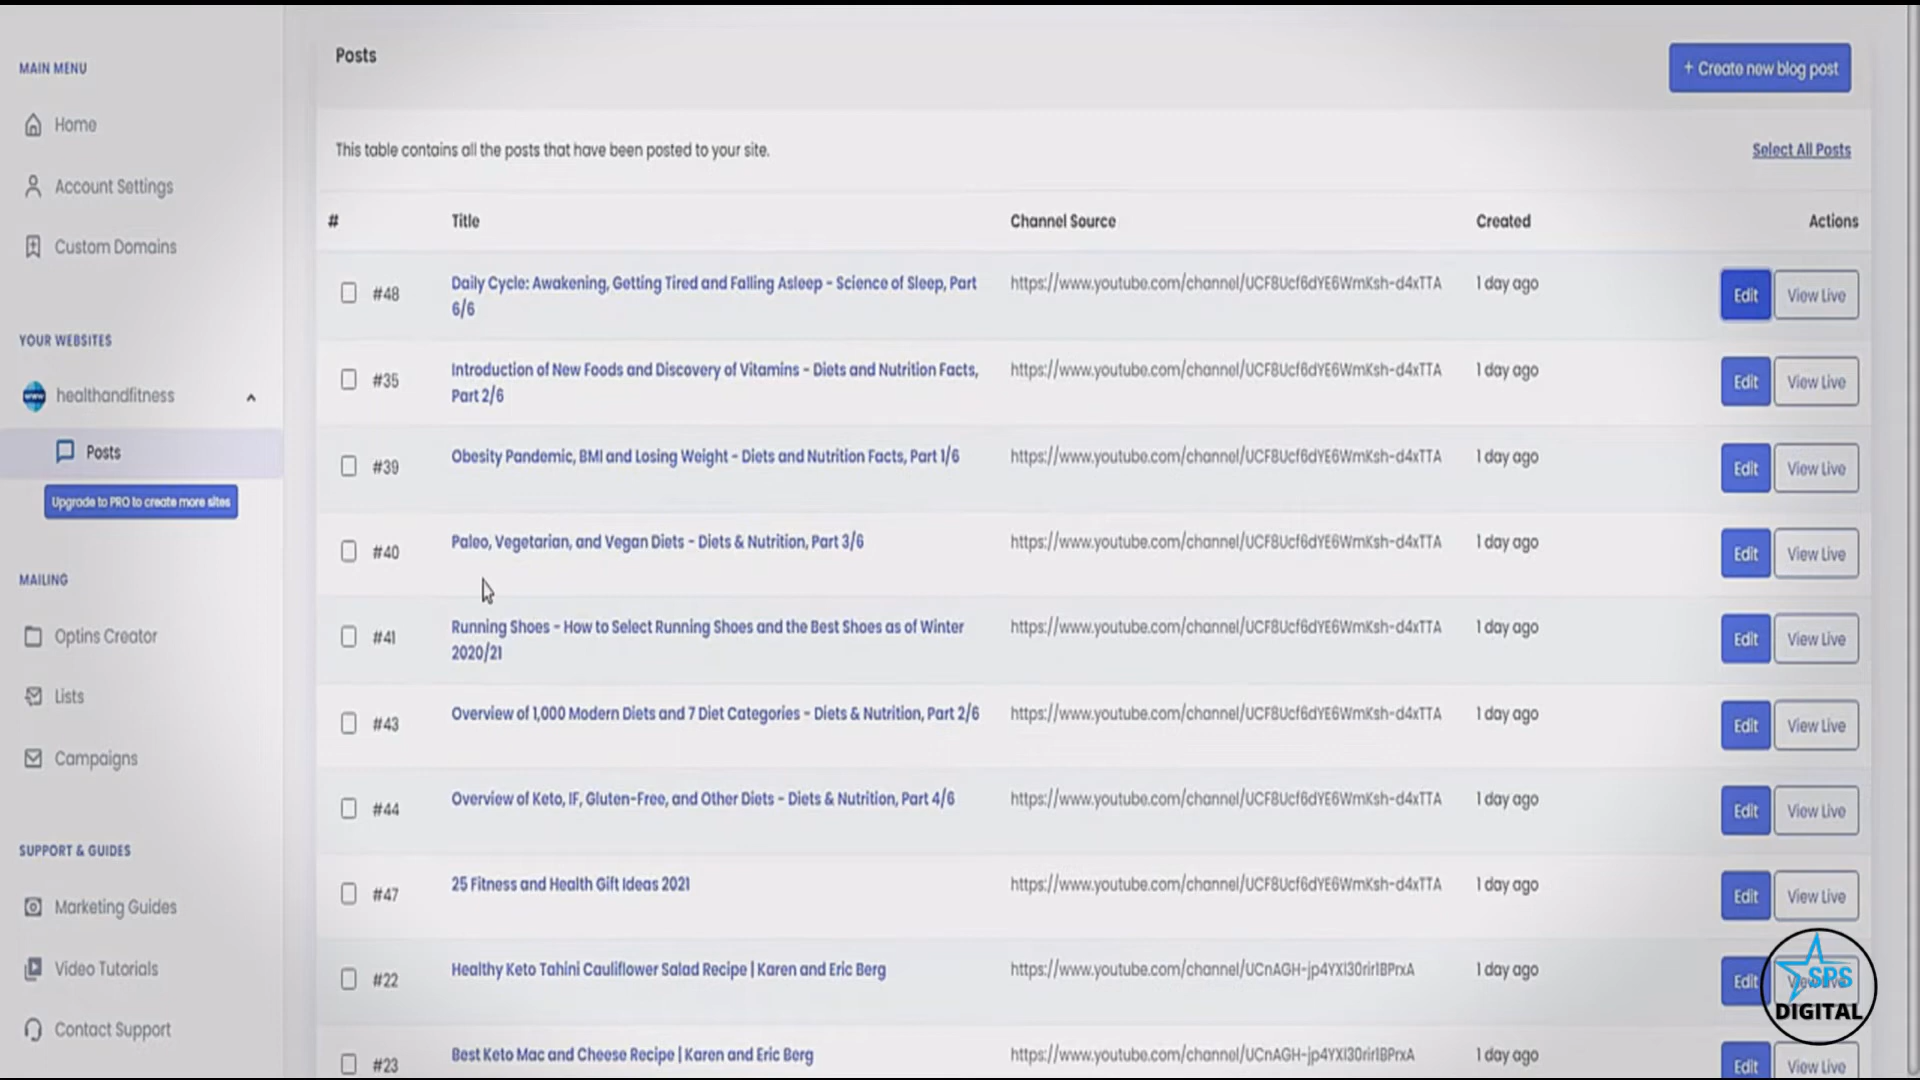 MAIN MENU
Home
Account Settings
Custom Domains
YOUR WEBSITES
healthandfitness
Posts
Upgrade to PRO to create more sites
MAILING
Optins Creator
Lists
Campaigns
SUPPORT & GUIDES
Marketing Guides
Video Tutorials
Contact Support
Posts
+ Create new blog post
This table contains all the posts that have been posted to your site.
Select All Posts
# Title Channel Source Created Actions
#48 Daily Cycle: Awakening, Getting Tired and Falling Asleep - Science of Sleep, Part https://www.youtube.com/channel/UCF8Ucf6dYE6WmKsh-d4xTTA 1 day ago Edit View Live
6/6
#35 Introduction of New Foods and Discovery of Vitamins - Diets and Nutrition Facts, https://www.youtube.com/channel/UCF8Ucf6dYE6WmKsh-d4xTTA 1 day ago Edit View Live
Part 2/6
#39 Obesity Pandemic, BMI and Losing Weight - Diets and Nutrition Facts, Part 1/6 https://www.youtube.com/channel/UCF8Ucf6dYE6WmKsh-d4xTTA 1 day ago Edit View Live
#40 Paleo, Vegetarian, and Vegan Diets - Diets & Nutrition, Part 3/6 https://www.youtube.com/channel/UCF8Ucf6dYE6WmKsh-d4xTTA 1 day ago Edit View Live
#41 Running Shoes - How to Select Running Shoes and the Best Shoes as of Winter https://www.youtube.com/channel/UCF8Ucf6dYE6WmKsh-d4xTTA 1 day ago Edit View Live
2020/21
#43 Overview of 1,000 Modern Diets and 7 Diet Categories - Diets & Nutrition, Part 2/6 https://www.youtube.com/channel/UCF8Ucf6dYE6WmKsh-d4xTTA 1 day ago Edit View Live
#44 Overview of Keto, IF, Gluten-Free, and Other Diets - Diets & Nutrition, Part 4/6 https://www.youtube.com/channel/UCF8Ucf6dYE6WmKsh-d4xTTA 1 day ago Edit View Live
#47 25 Fitness and Health Gift Ideas 2021 https://www.youtube.com/channel/UCF8Ucf6dYE6WmKsh-d4xTTA 1 day ago Edit View Live
#22 Healthy Keto Tahini Cauliflower Salad Recipe | Karen and Eric Berg 1 day ago Edit
#23 Best Keto Mac and Cheese Recipe | Karen and Eric Berg 1 day ago Edit View Live
SPS
DIGITAL